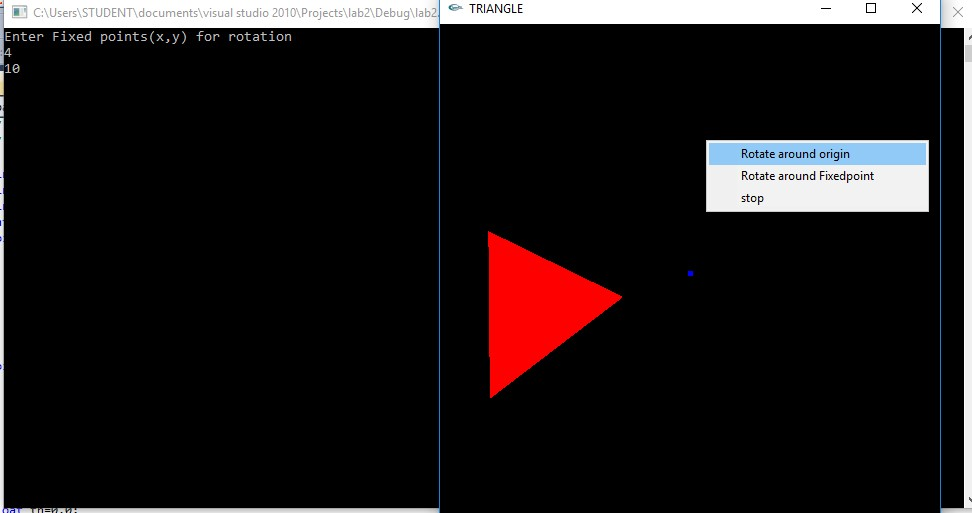 C:\Users\STUDENT\documents\visual studio 2010\Projects\lab2\Debug\lab2.
TRIANGLE
Enter Fixed points(x,y) for rotation
4
10
Rotate around origin
Rotate around Fixedpoint
stop